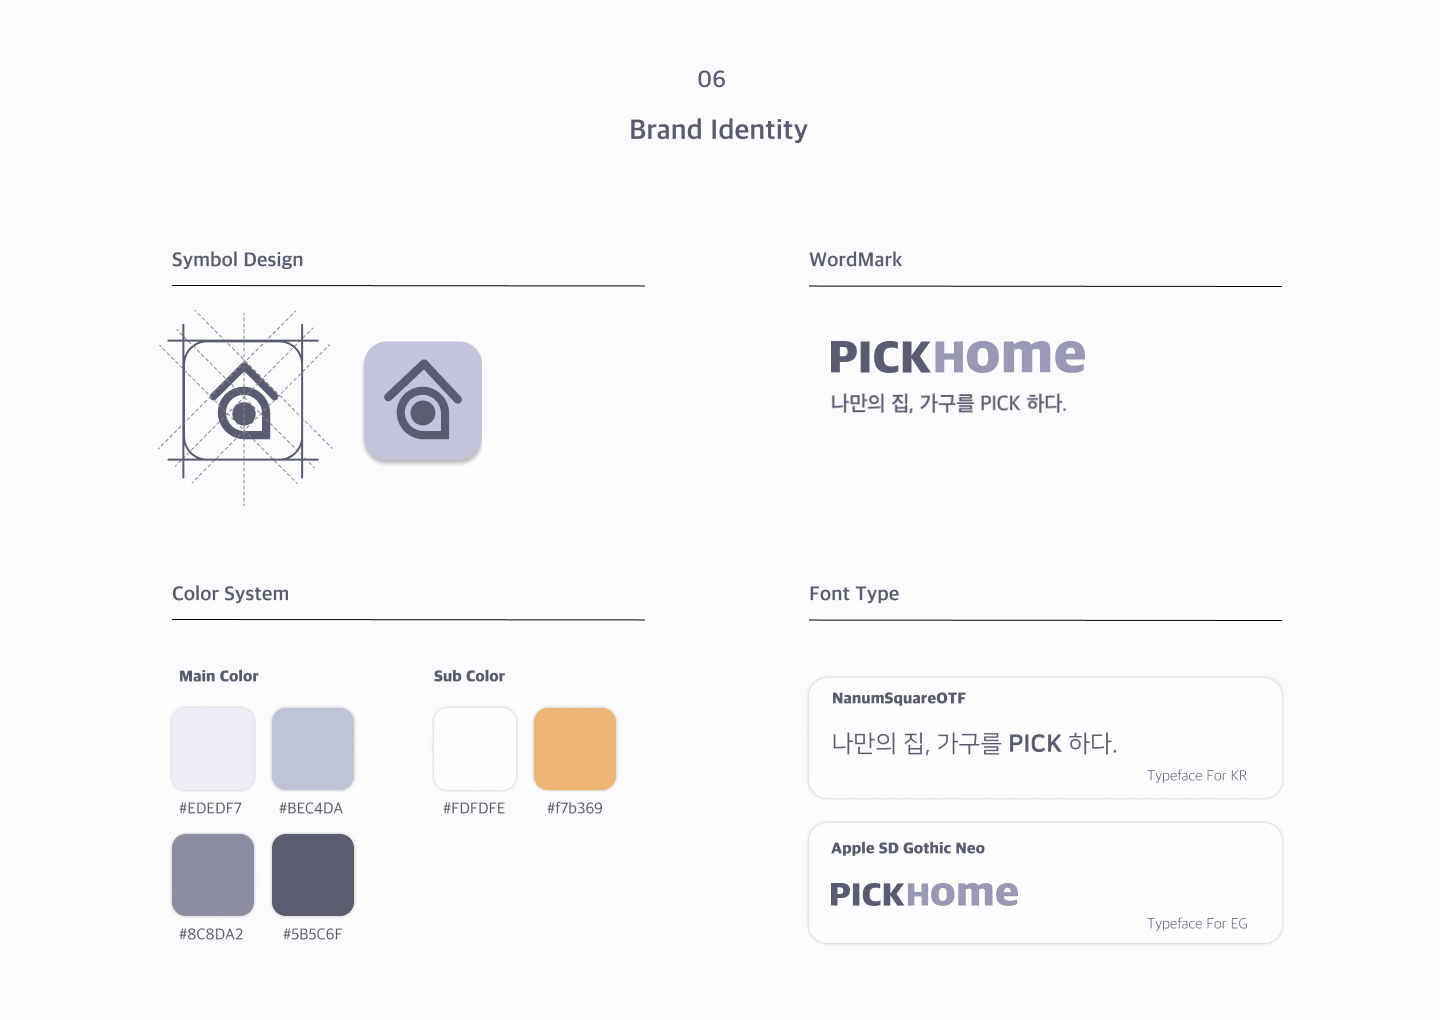 06
Brand Identity
Symbol Design
WordMark
PICKHome
나만의 집, 가구를 PICK 하다.
Color System
Main Color
Sub Color
#EDEDF7
#BEC4DA
#FDFDFE
#f7b369
#8C8DA2
#5B5C6F
Font Type
NanumSquareOTF
나만의 집, 가구를 PICK 하다.
Typeface For KR
Apple SD Gothic Neo
PICKHome
Typeface For EG